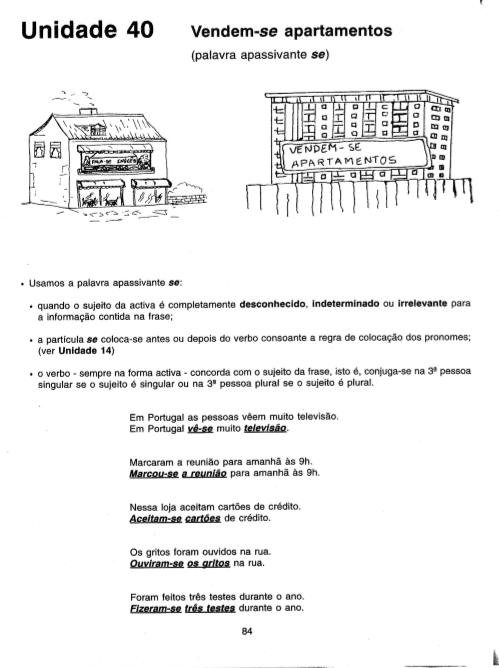 Unidade 40
Vendem-se apartamentos
(palavra apassivante se)
FALA-SE INGLÊS
VENDEM-SE
APARTAMENTOS
• Usamos a palavra apassivante se:
• quando o sujeito da activa é completamente desconhecido, indeterminado ou irrelevante para
a informação contida na frase;
• a partícula se coloca-se antes ou depois do verbo consoante a regra de colocação dos pronomes;
(ver Unidade 14)
• o verbo - sempre na forma activa - concorda com o sujeito da frase, isto é, conjuga-se na 3ª pessoa
singular se o sujeito é singular ou na 3ª pessoa plural se o sujeito é plural.
Em Portugal as pessoas vêem muito televisão.
Em Portugal vê-se muito televisão.
Marcaram a reunião para amanhã às 9h.
Marcou-se a reunião para amanhã às 9h.
Nessa loja aceitam cartões de crédito.
Aceitam-se cartões de crédito.
Os gritos foram ouvidos na rua.
Ouviram-se os gritos na rua.
Foram feitos três testes durante o ano.
Fizeram-se três testes durante o ano.
84